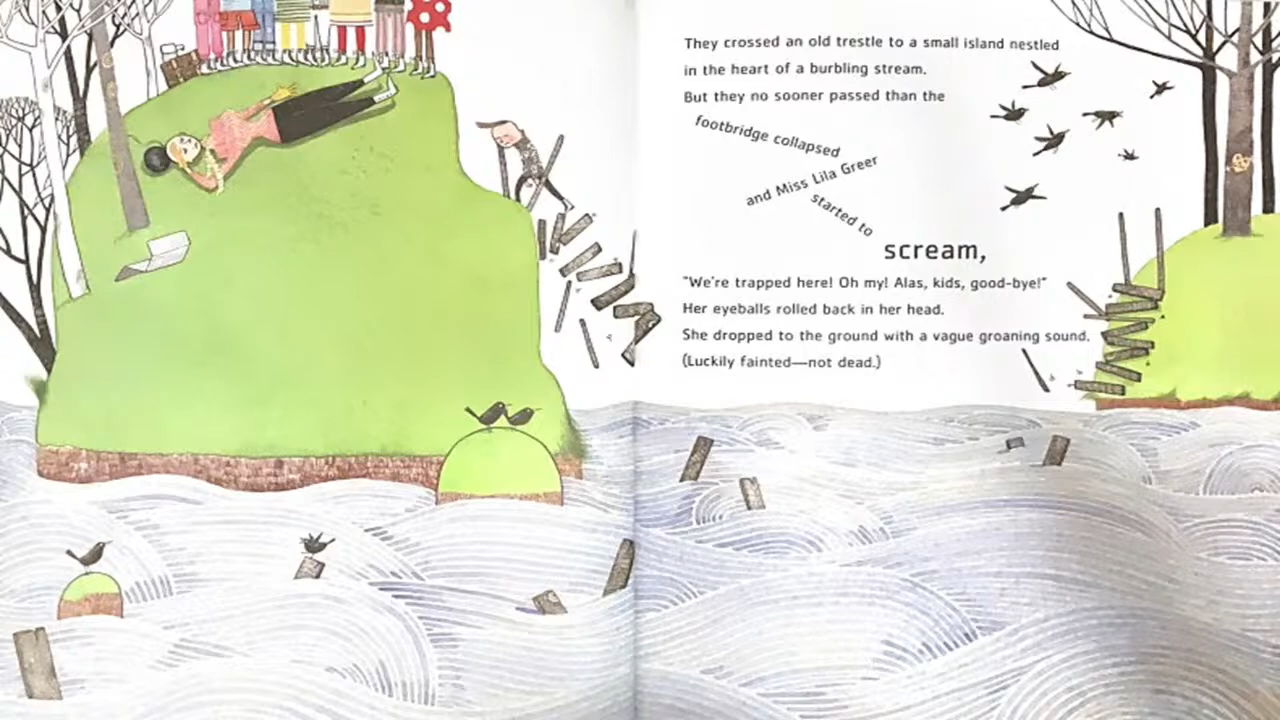 They crossed an old trestle to a small island nestled
in the heart of a burbling stream.
But they no sooner passed than the
footbridge collapsed
and Miss Lila Greer
started to
scream,
"We're trapped here! Oh my! Alas, kids, good-bye!"
Her eyeballs rolled back in her head.
She dropped to the ground with a vague groaning sound.
(Luckily fainted—not dead.)